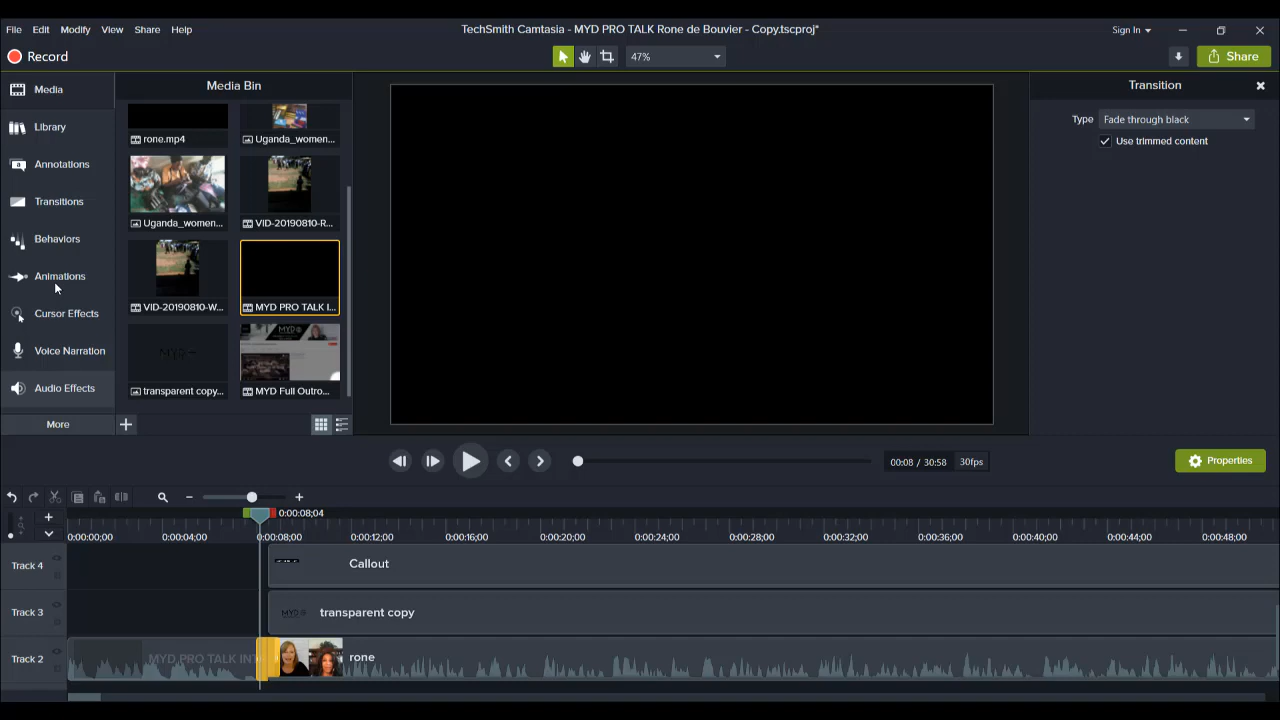 File Edit Modify View Share Help
TechSmith Camtasia - MYD PRO TALK Rone de Bouvier - Copy.tscproj*
Sign In
Record
47%
Share
Media
Library
Annotations
Transitions
Behaviors
Animations
Cursor Effects
Voice Narration
Audio Effects
More
Media Bin
rone.mp4
Uganda_women...
Uganda_women...
VID-20190810-R...
VID-20190810-W...
MYD PRO TALK I...
transparent copy...
MYD Full Outro...
Transition
Type Fade through black
Use trimmed content
00:08 / 30:58 30fps
Properties
0:00:08;04
0:00:00;00 0:00:04;00 0:00:08;00 0:00:12;00 0:00:16;00 0:00:20;00 0:00:24;00 0:00:28;00 0:00:32;00 0:00:36;00 0:00:40;00 0:00:44;00 0:00:48;00
Track 4 Callout
Track 3 MYD transparent copy
Track 2 MYD PRO TALK INT rone